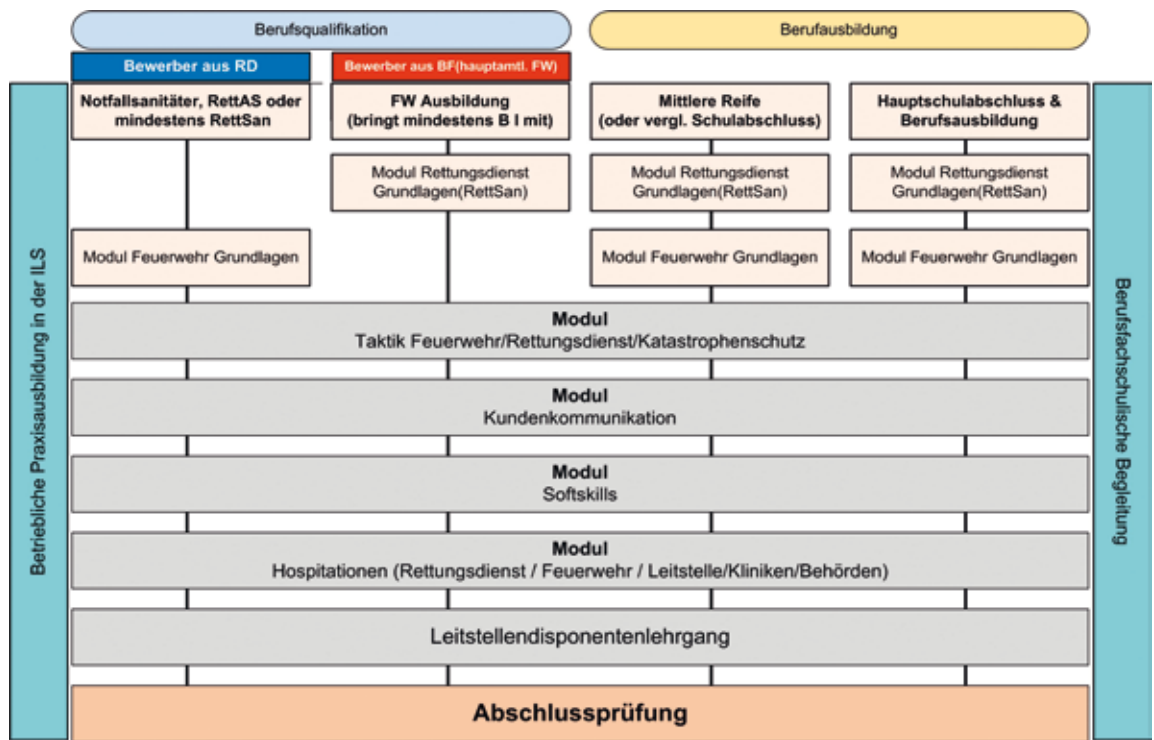 Berufsqualifikation
Berufausbildung
Bewerber aus RD
Bewerber aus BF(hauptamtl. FW)
Notfallsanitäter, RettAS oder
mindestens RettSan
FW Ausbildung
(bringt mindestens B I mit)
Mittlere Reife
(oder vergl. Schulabschluss)
Hauptschulabschluss &
Berufsausbildung
Modul Rettungsdienst
Grundlagen(RettSan)
Modul Rettungsdienst
Grundlagen(RettSan)
Modul Rettungsdienst
Grundlagen(RettSan)
Modul Feuerwehr Grundlagen
Modul Feuerwehr Grundlagen
Modul Feuerwehr Grundlagen
Modul
Taktik Feuerwehr/Rettungsdienst/Katastrophenschutz
Modul
Kundenkommunikation
Modul
Softskills
Modul
Hospitationen (Rettungsdienst / Feuerwehr / Leitstelle/Kliniken/Behörden)
Leitstellendisponentenlehrgang
Abschlussprüfung
Betriebliche Praxisausbildung in der ILS
Berufsfachschulische Begleitung